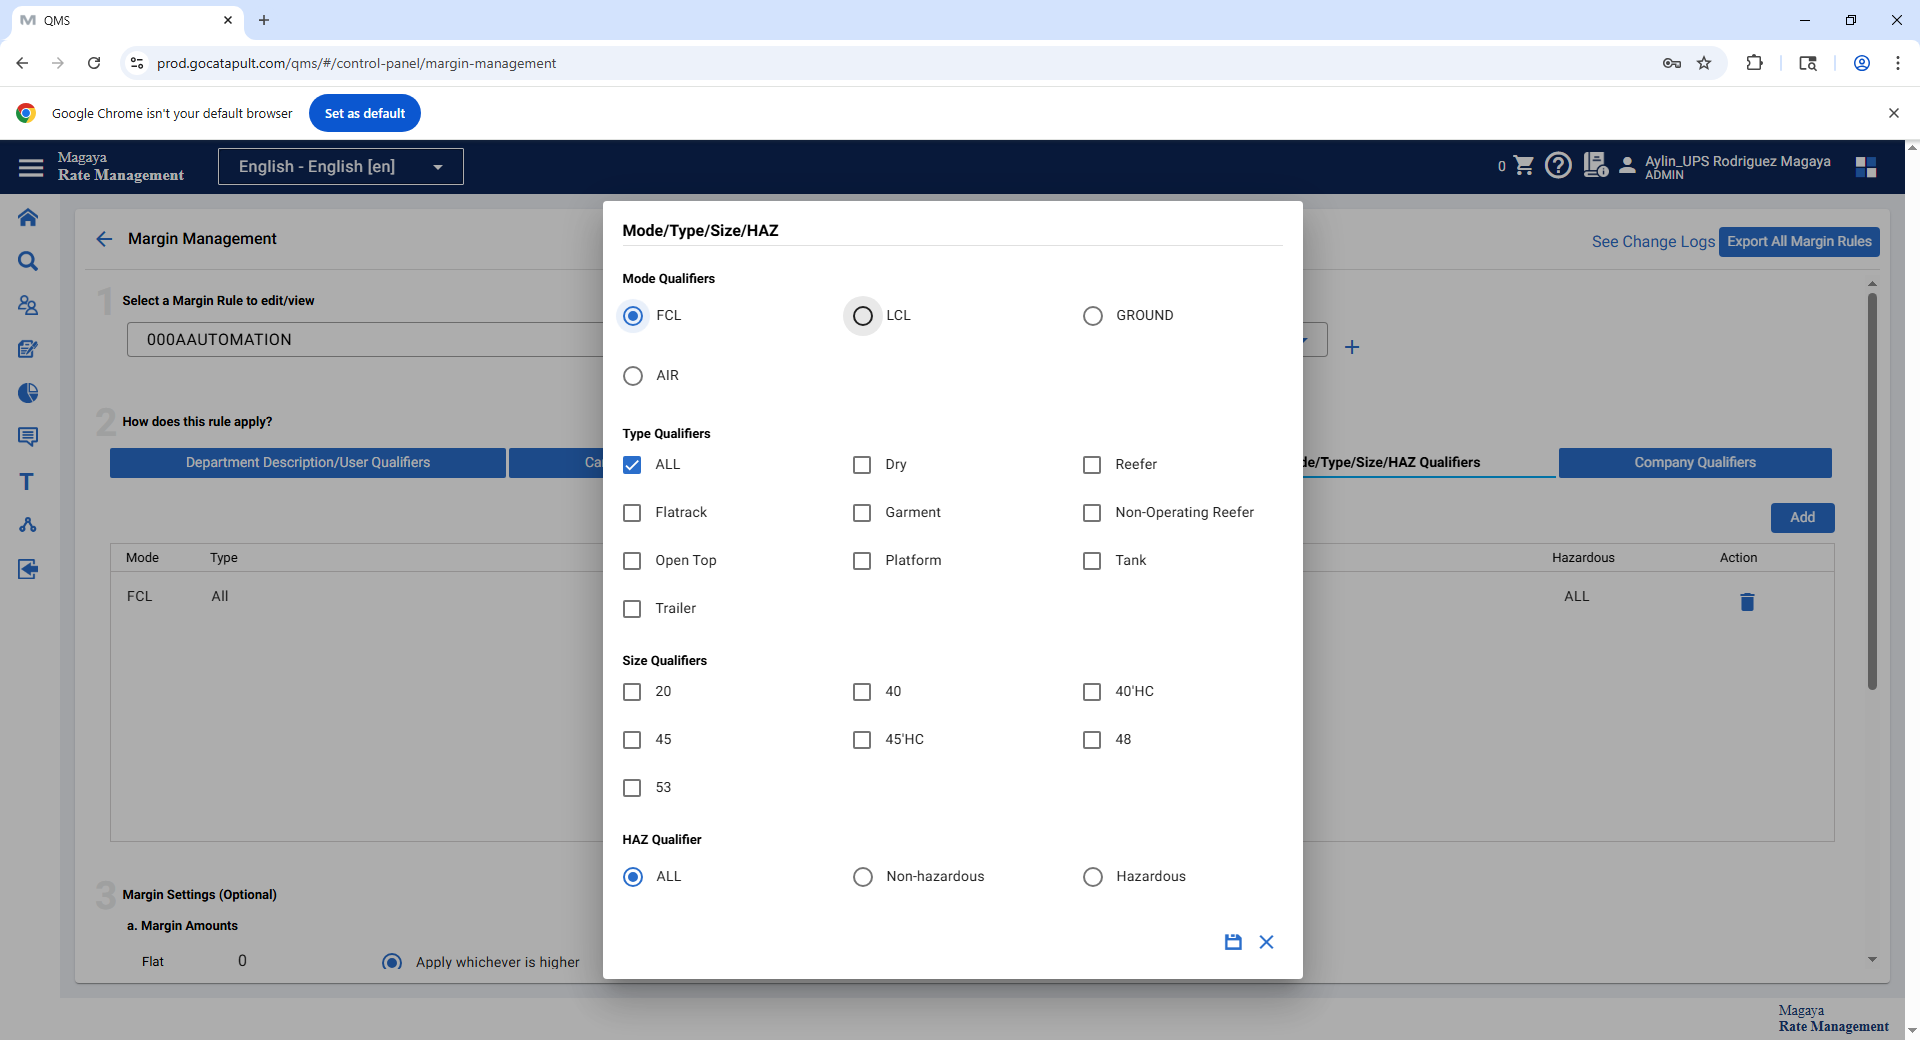 QMS
prod.gocatapult.com/qms/#/control-panel/margin-management
Google Chrome isn't your default browser
Set as default
Magaya
Rate Management
English - English [en]
0
Aylin_UPS Rodriguez Magaya
ADMIN
Margin Management
See Change Logs
Export All Margin Rules
1
Select a Margin Rule to edit/view
000AAUTOMATION
2
How does this rule apply?
Department Description/User Qualifiers
Ca
de/Type/Size/HAZ Qualifiers
Company Qualifiers
Add
Mode
Type
Hazardous
Action
FCL
All
ALL
3
Margin Settings (Optional)
a. Margin Amounts
Flat
0
Apply whichever is higher
Mode/Type/Size/HAZ
Mode Qualifiers
FCL
LCL
GROUND
AIR
Type Qualifiers
ALL
Dry
Reefer
Flatrack
Garment
Non-Operating Reefer
Open Top
Platform
Tank
Trailer
Size Qualifiers
20
40
40'HC
45
45'HC
48
53
HAZ Qualifier
ALL
Non-hazardous
Hazardous
Magaya
Rate Management